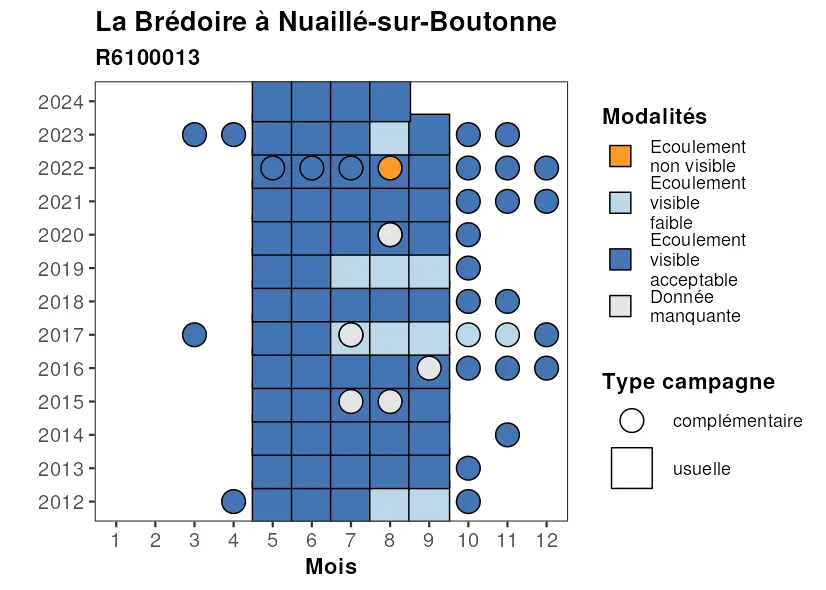 La Brédoire à Nuaillé-sur-Boutonne
R6100013
2024
2023
2022
2021
2020
2019
2018
2017
2016
2015
2014
2013
2012
1 2 3 4 5 6 7 8 9 10 11 12
Mois
Modalités
Ecoulement
non visible
Ecoulement
visible
faible
Ecoulement
visible
acceptable
Donnée
manquante
Type campagne
complémentaire
usuelle